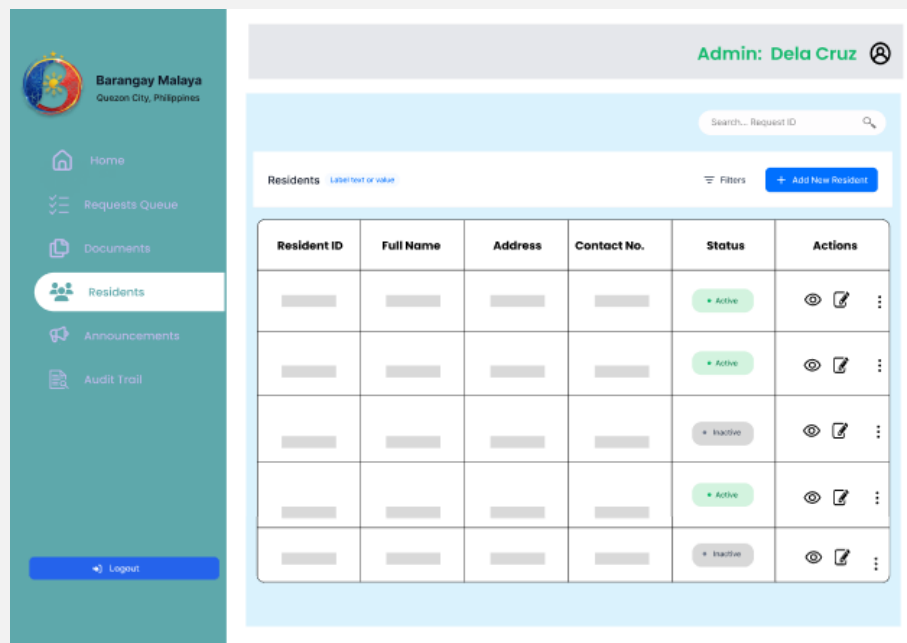 Admin: Dela Cruz
Barangay Malaya
Quezon City, Philippines
Search... Request ID
Home
Requests Queue
Documents
Residents
Announcements
Audit Trail
Logout
Residents Label text or value Filters + Add New Resident
Resident ID Full Name Address Contact No. Status Actions
Active
Active
Inactive
Active
Inactive